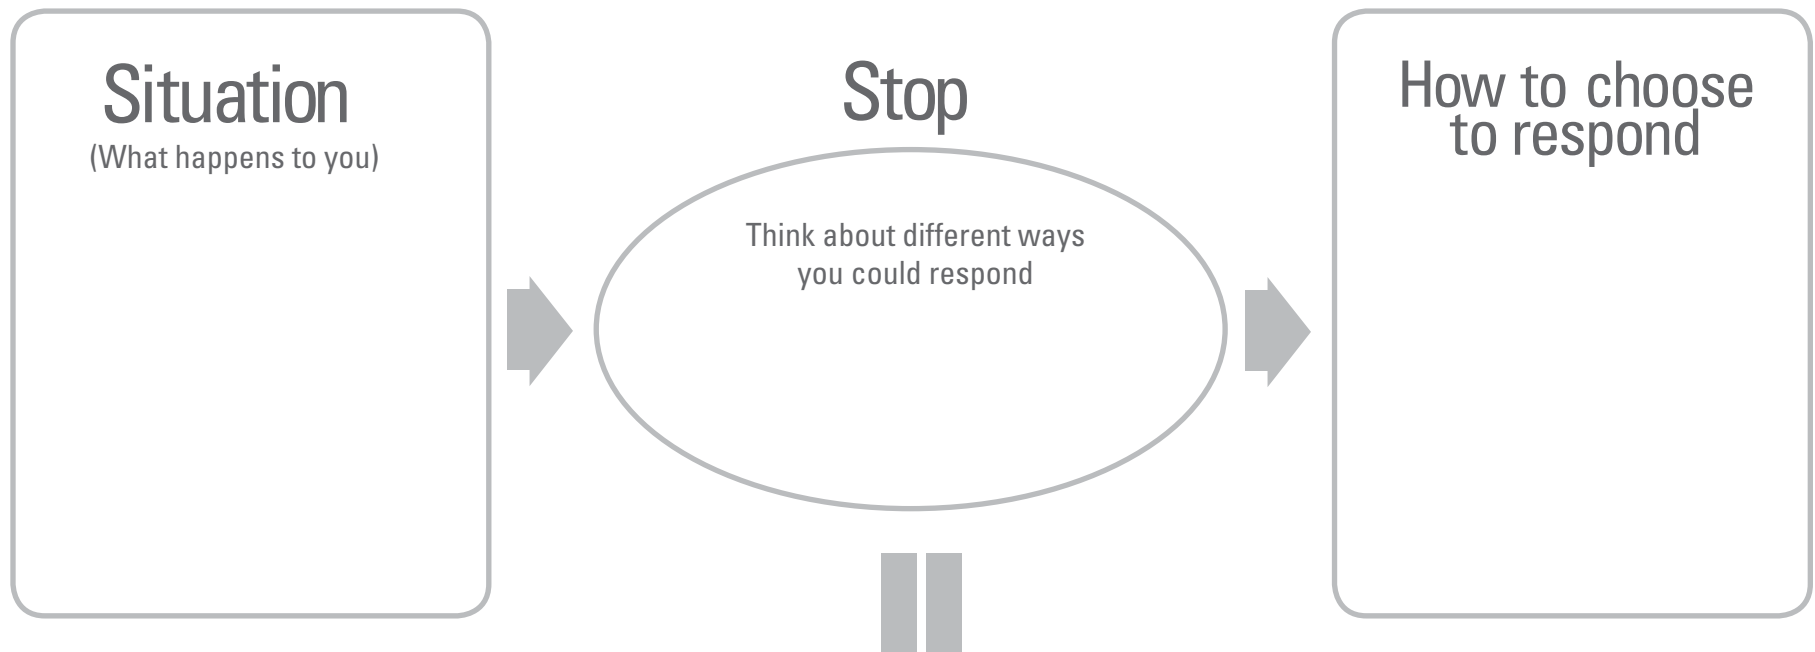 Situation
(What happens to you)
Stop
Think about different ways
you could respond
How to choose
to respond